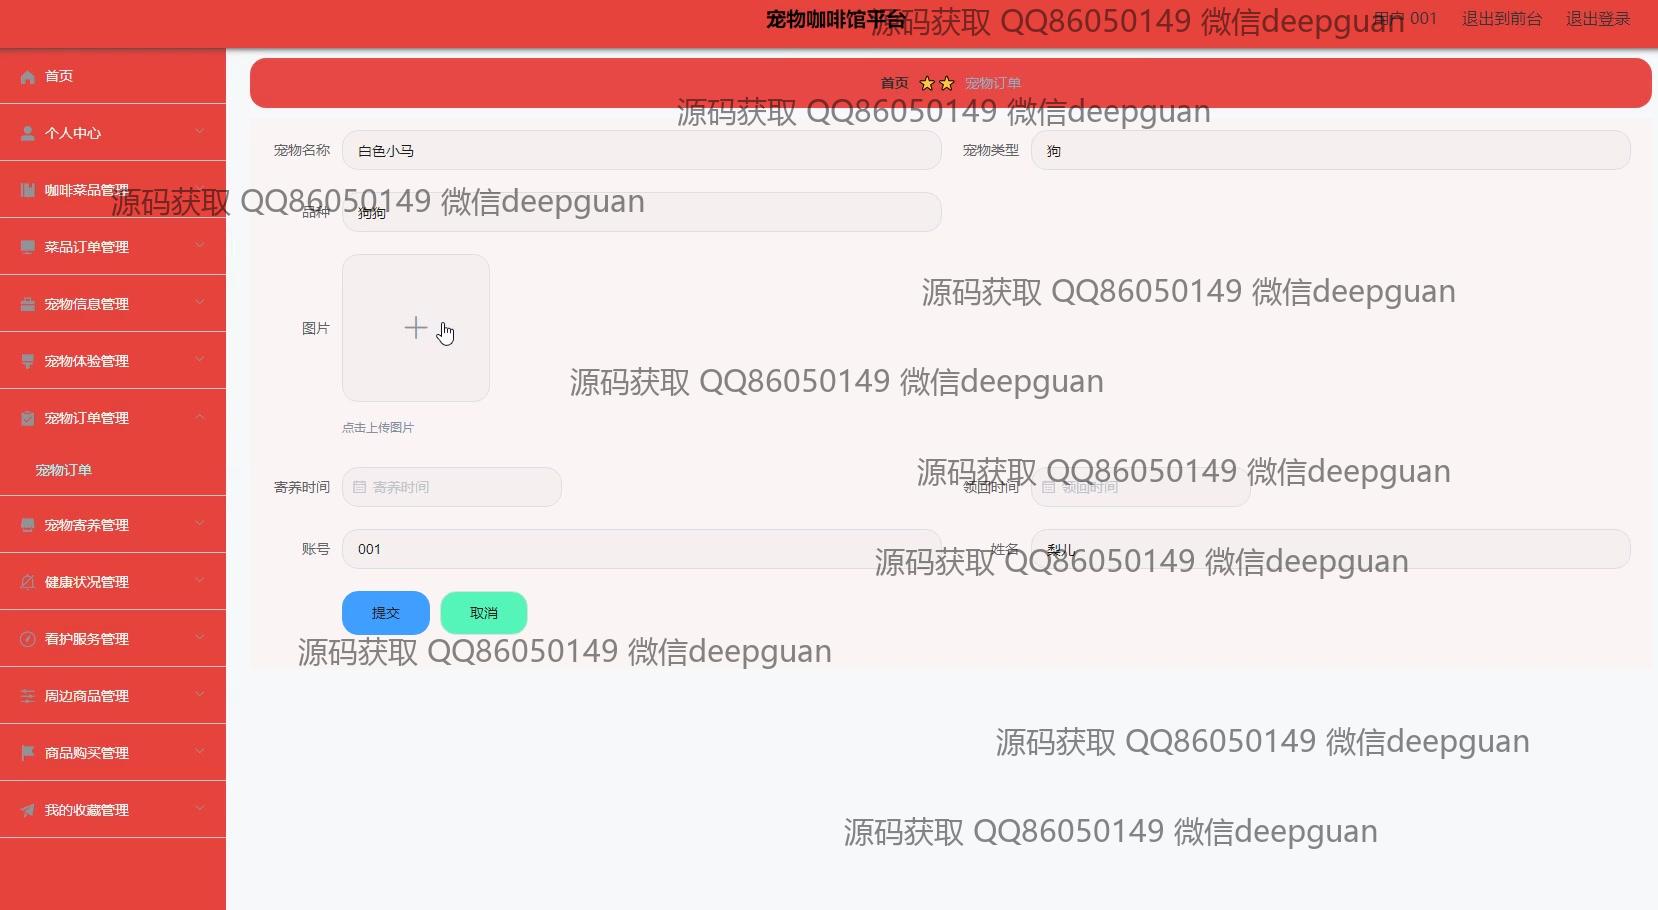 宠物咖啡馆平台
源码获取 QQ86050149 微信deepguan
用户 001
退出到前台
退出登录
首页
宠物订单
源码获取 QQ86050149 微信deepguan
首页
个人中心
咖啡菜品管理
菜品订单管理
宠物信息管理
宠物体验管理
宠物订单管理
宠物订单
宠物寄养管理
健康状况管理
看护服务管理
周边商品管理
商品购买管理
我的收藏管理
宠物名称 白色小马
宠物类型 狗
源码获取 QQ86050149 微信deepguan
品种 狗狗
源码获取 QQ86050149 微信deepguan
图片
源码获取 QQ86050149 微信deepguan
点击上传图片
源码获取 QQ86050149 微信deepguan
寄养时间 寄养时间
领回时间 领回时间
账号 001
姓名 梨儿
源码获取 QQ86050149 微信deepguan
提交
取消
源码获取 QQ86050149 微信deepguan
源码获取 QQ86050149 微信deepguan
源码获取 QQ86050149 微信deepguan